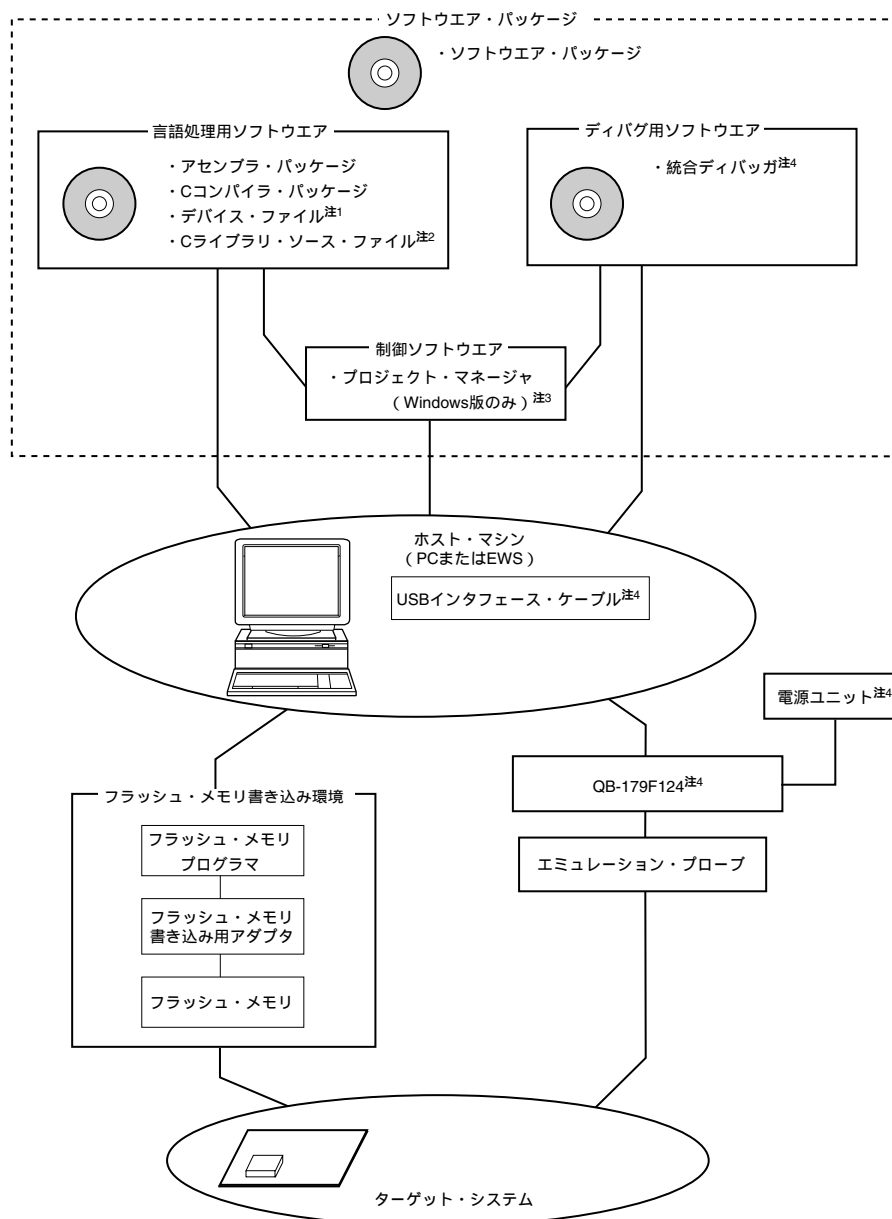 ソフトウエア・パッケージ
・ソフトウエア・パッケージ
言語処理用ソフトウエア
・アセンブラ・パッケージ
・Cコンパイラ・パッケージ
・デバイス・ファイル注1
・Cライブラリ・ソース・ファイル注2
ディバグ用ソフトウエア
・統合ディバッガ注4
制御ソフトウエア
・プロジェクト・マネージャ
（Windows版のみ）注3
ホスト・マシン
（PCまたはEWS）
USBインタフェース・ケーブル注4
電源ユニット注4
QB-179F124注4
エミュレーション・プローブ
フラッシュ・メモリ書き込み環境
フラッシュ・メモリ
プログラマ
フラッシュ・メモリ
書き込み用アダプタ
フラッシュ・メモリ
ターゲット・システム